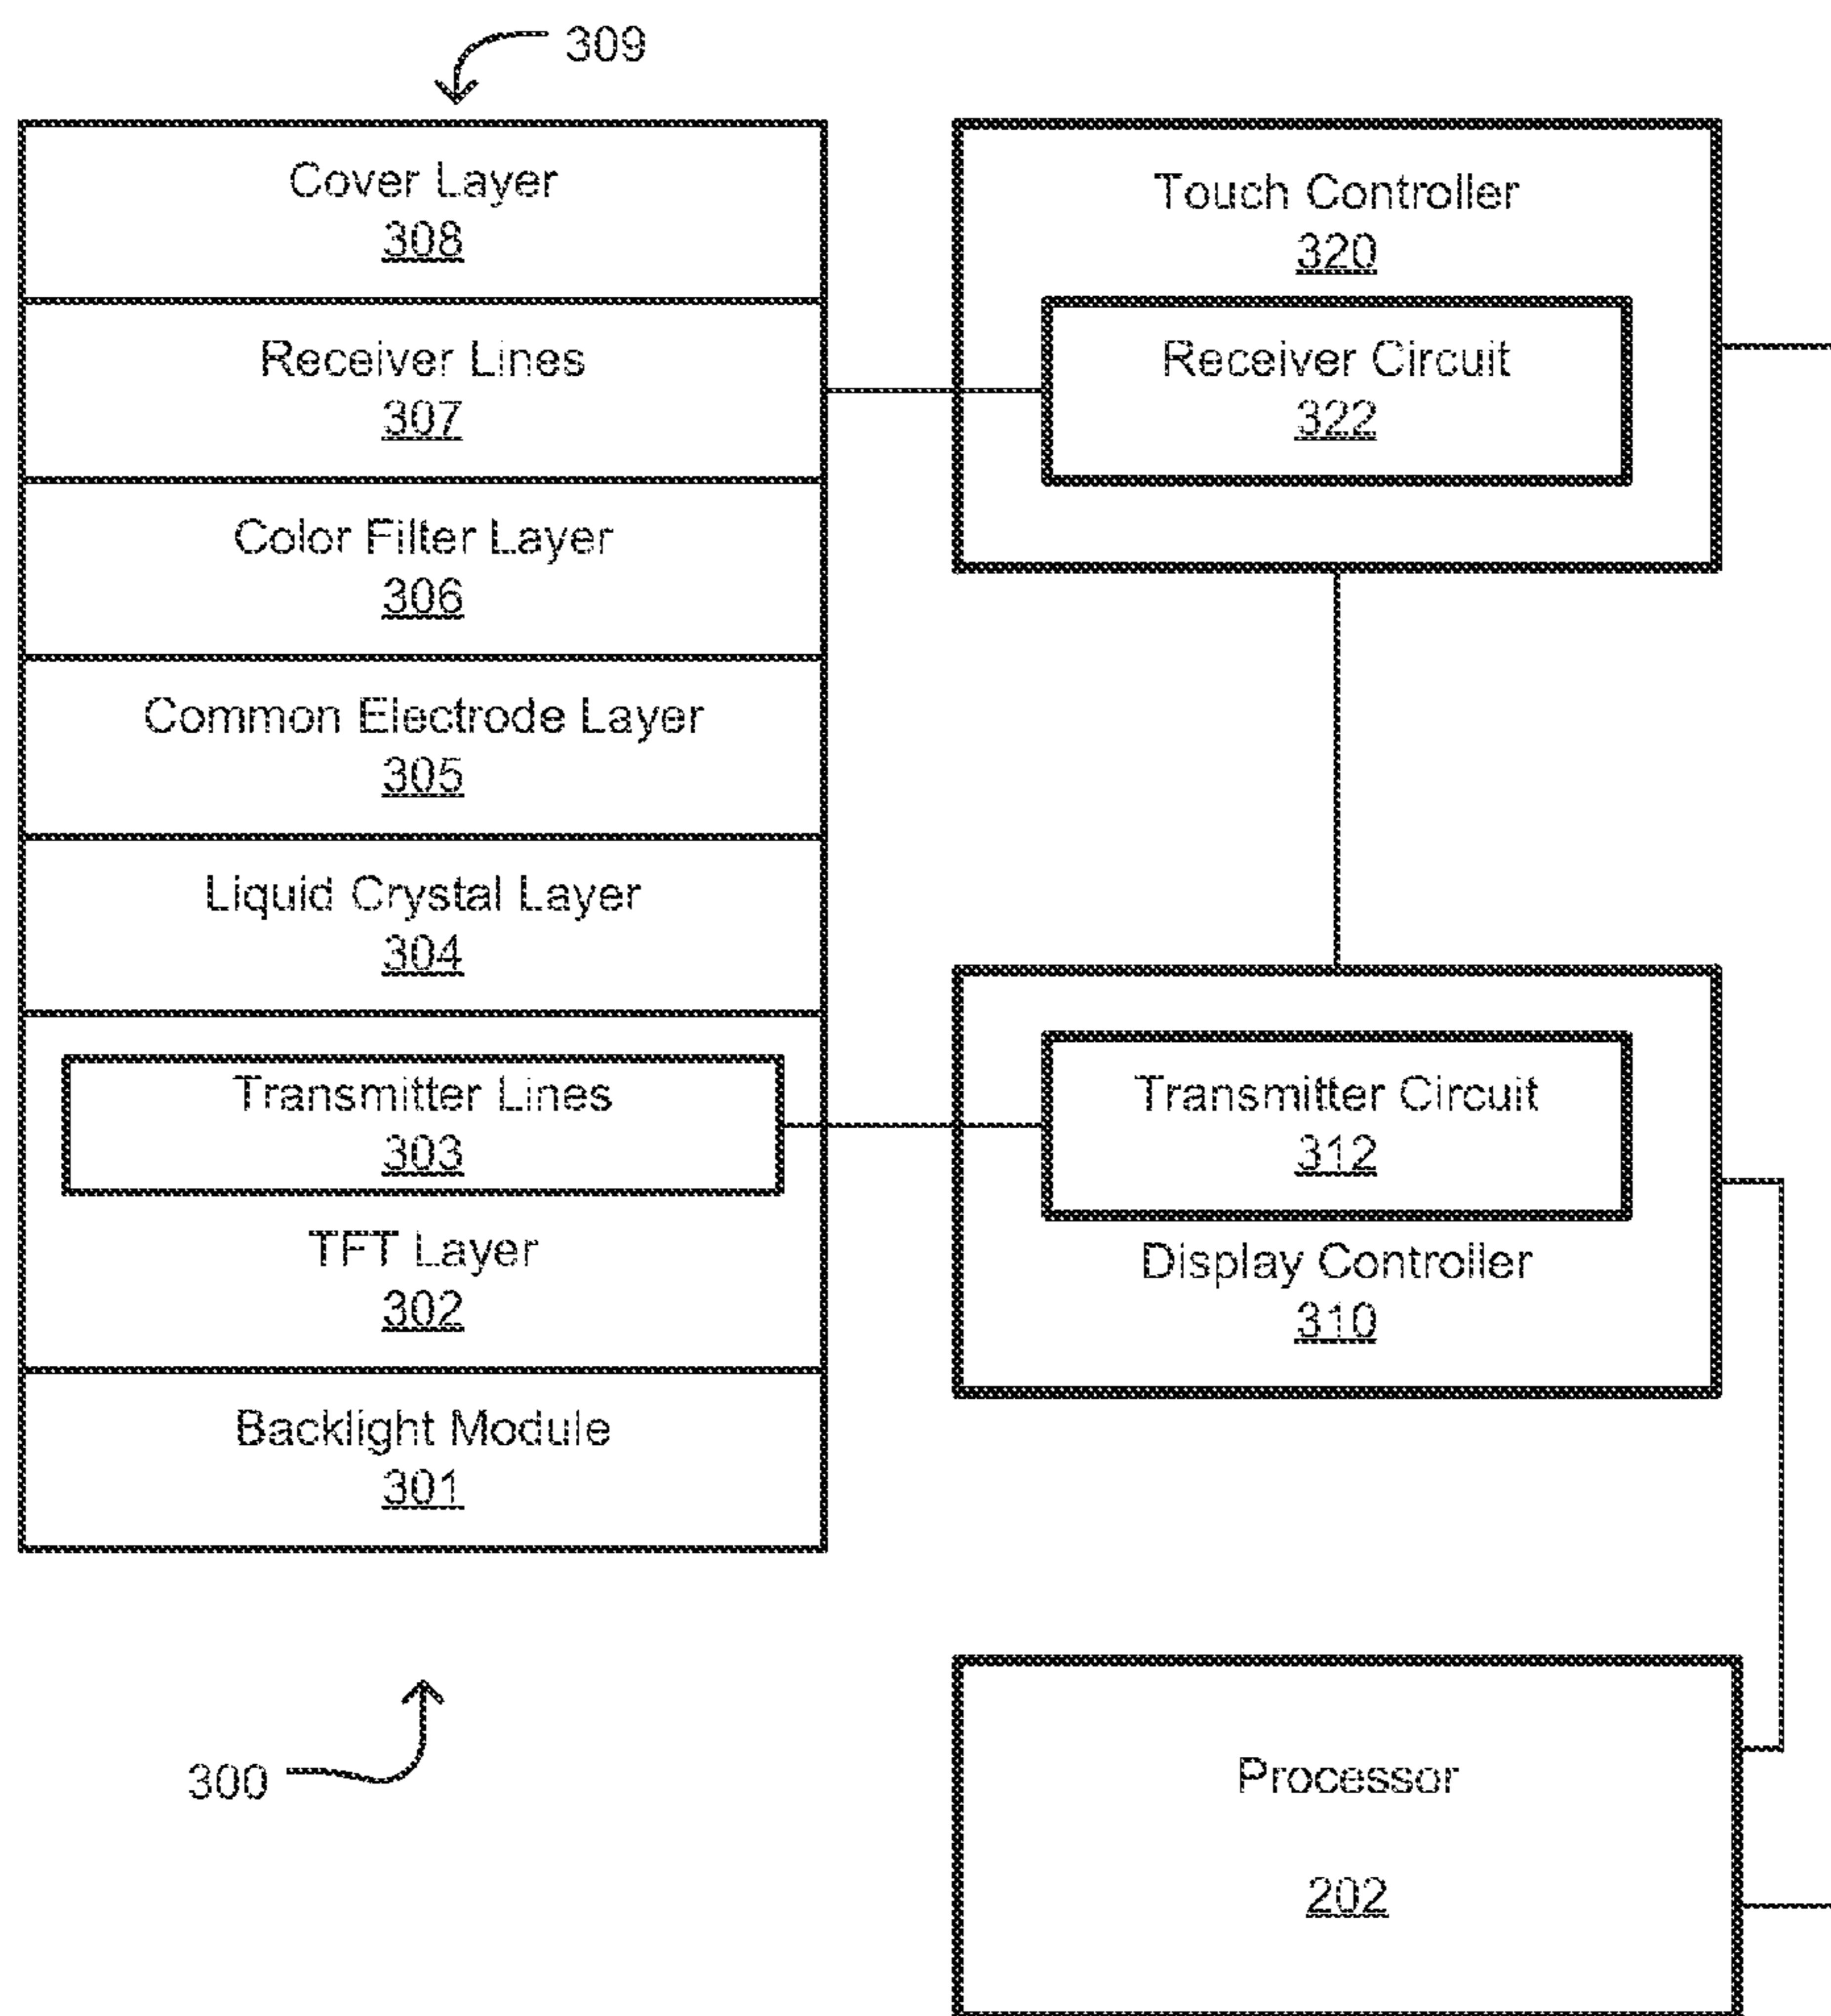 309
Cover Layer
308
Receiver Lines
307
Color Filter Layer
306
Common Electrode Layer
305
Liquid Crystal Layer
304
Transmitter Lines
303
TFT Layer
302
Backlight Module
301
300
Touch Controller
320
Receiver Circuit
322
Transmitter Circuit
312
Display Controller
310
Processor
202